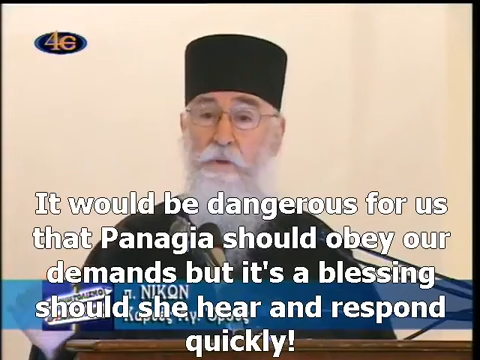 4E
It would be dangerous for us
that Panagia should obey our
demands but it's a blessing
π. ΝΙΚΩΝ
should she hear and respond
quickly!